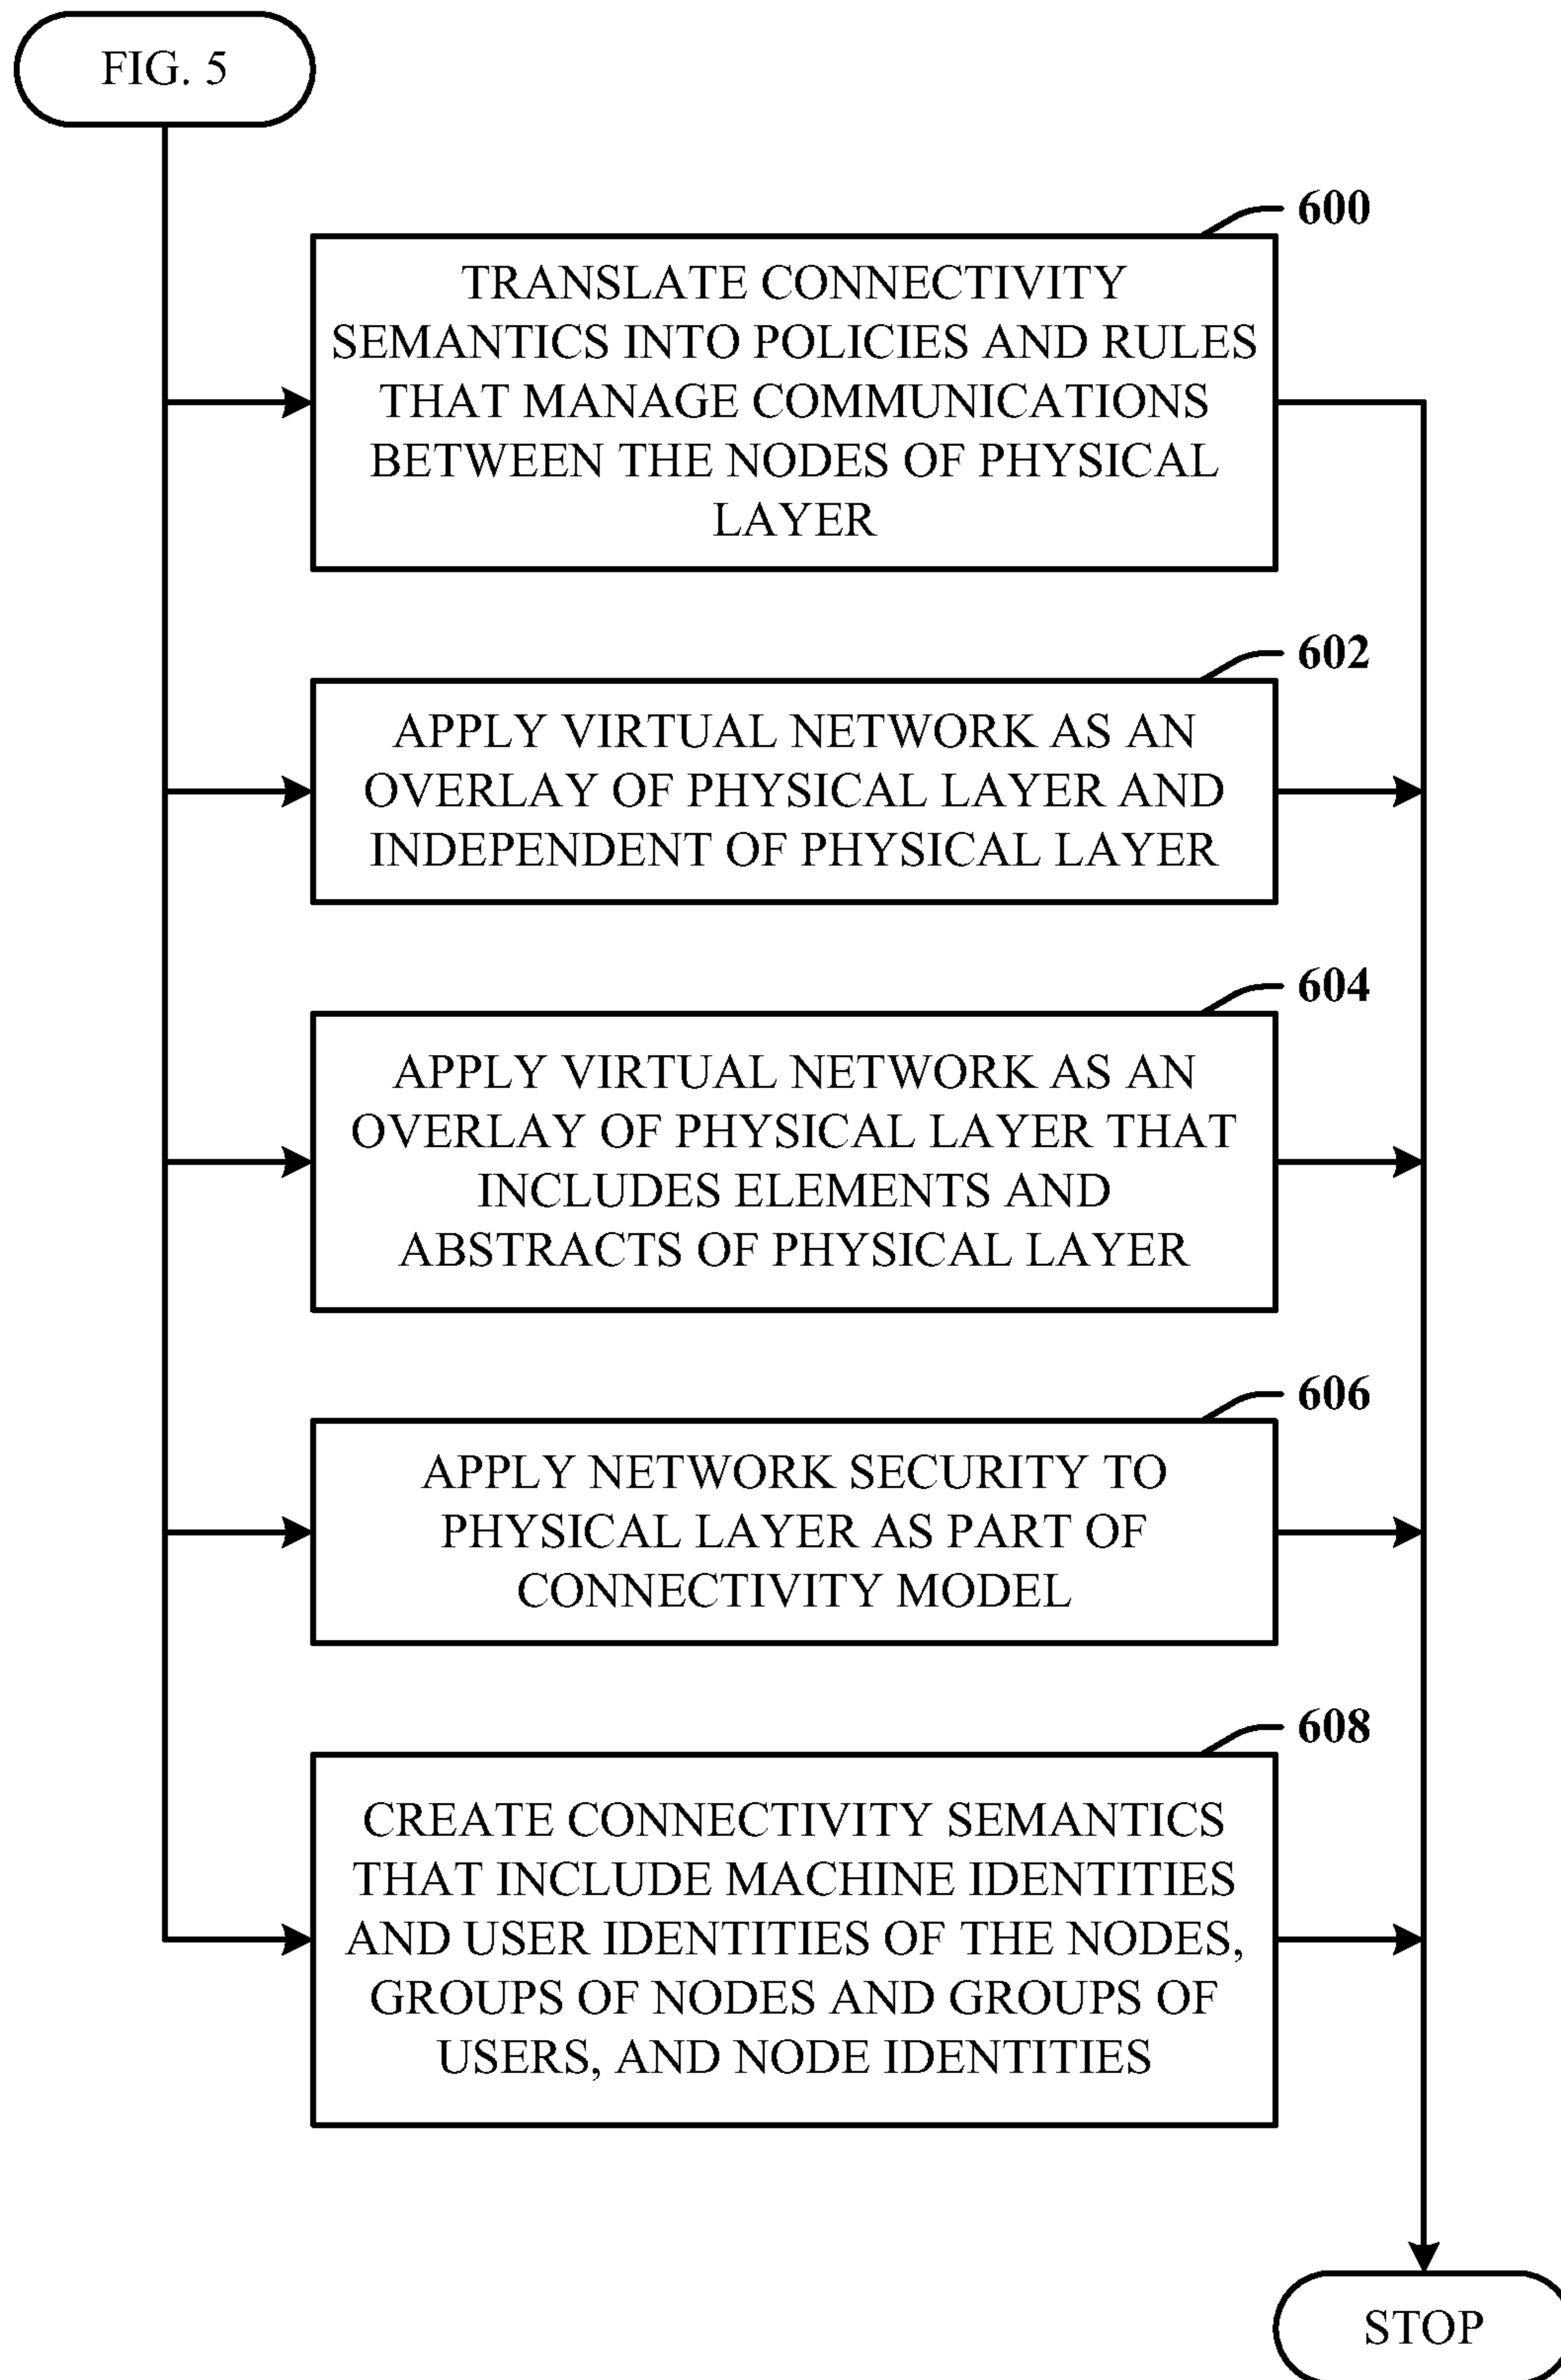 FIG. 5
600
TRANSLATE CONNECTIVITY
SEMANTICS INTO POLICIES AND RULES
THAT MANAGE COMMUNICATIONS
BETWEEN THE NODES OF PHYSICAL
LAYER
602
APPLY VIRTUAL NETWORK AS AN
OVERLAY OF PHYSICAL LAYER AND
INDEPENDENT OF PHYSICAL LAYER
604
APPLY VIRTUAL NETWORK AS AN
OVERLAY OF PHYSICAL LAYER THAT
INCLUDES ELEMENTS AND
ABSTRACTS OF PHYSICAL LAYER
606
APPLY NETWORK SECURITY TO
PHYSICAL LAYER AS PART OF
CONNECTIVITY MODEL
608
CREATE CONNECTIVITY SEMANTICS
THAT INCLUDE MACHINE IDENTITIES
AND USER IDENTITIES OF THE NODES,
GROUPS OF NODES AND GROUPS OF
USERS, AND NODE IDENTITIES
STOP